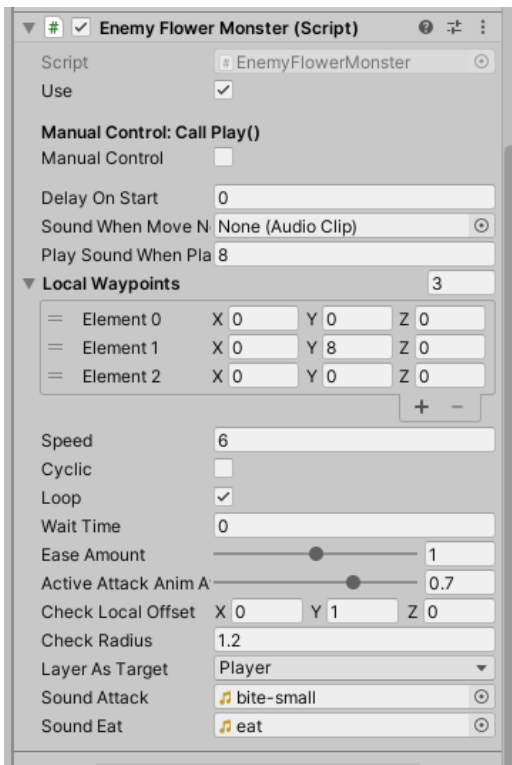 # Enemy Flower Monster (Script)
Script # EnemyFlowerMonster
Use
Manual Control: Call Play()
Manual Control
Delay On Start 0
Sound When Move N None (Audio Clip)
Play Sound When Pla 8
Local Waypoints 3
Element 0 X 0 Y 0 Z 0
Element 1 X 0 Y 8 Z 0
Element 2 X 0 Y 0 Z 0
+ −
Speed 6
Cyclic
Loop
Wait Time 0
Ease Amount 1
Active Attack Anim A 0.7
Check Local Offset X 0 Y 1 Z 0
Check Radius 1.2
Layer As Target Player
Sound Attack bite-small
Sound Eat eat